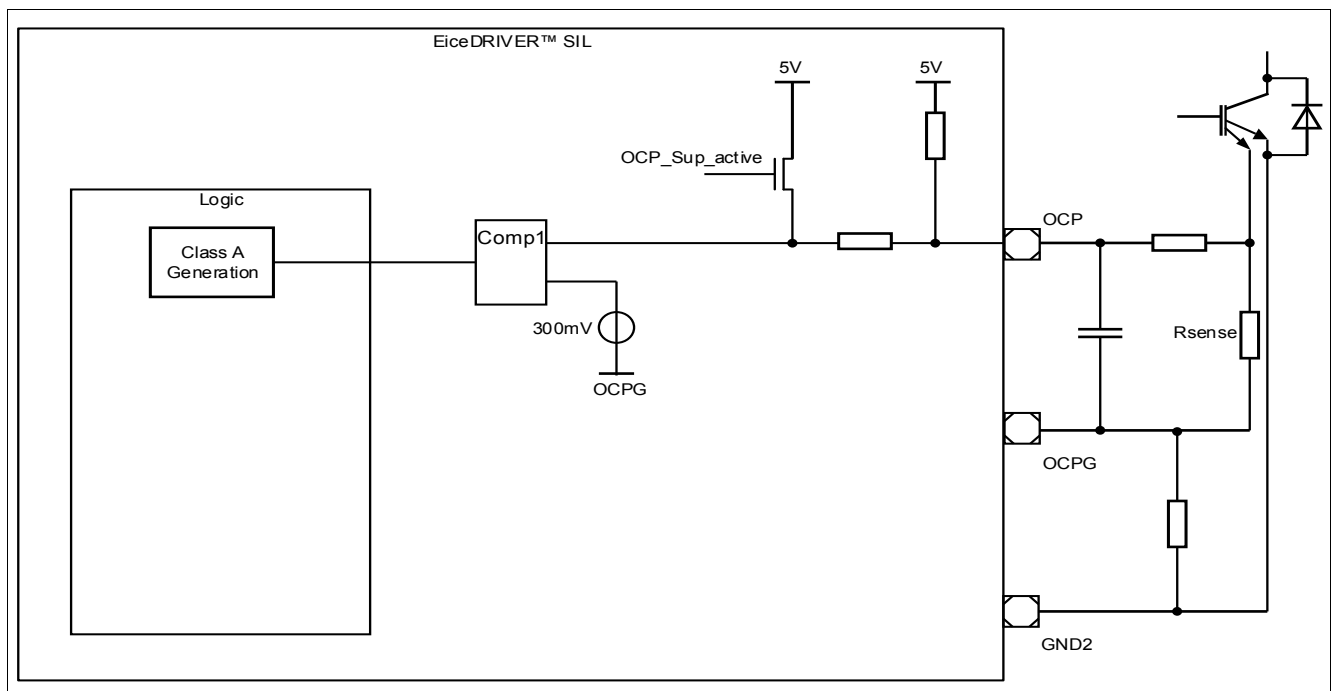 EiceDRIVER™ SIL
5V
5V
OCP_Sup_active
Logic
Class A
Generation
Comp1
300mV
OCPG
OCP
Rsense
OCPG
GND2